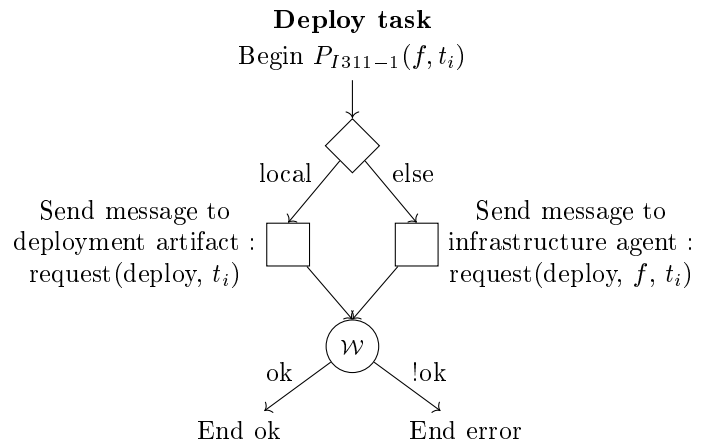 Deploy task
Begin $P_{I311-1}(f, t_i)$
local
else
Send message to
deployment artifact :
request(deploy, $t_i$)
Send message to
infrastructure agent :
request(deploy, $f$, $t_i$)
$\mathcal{W}$
ok
!ok
End ok
End error